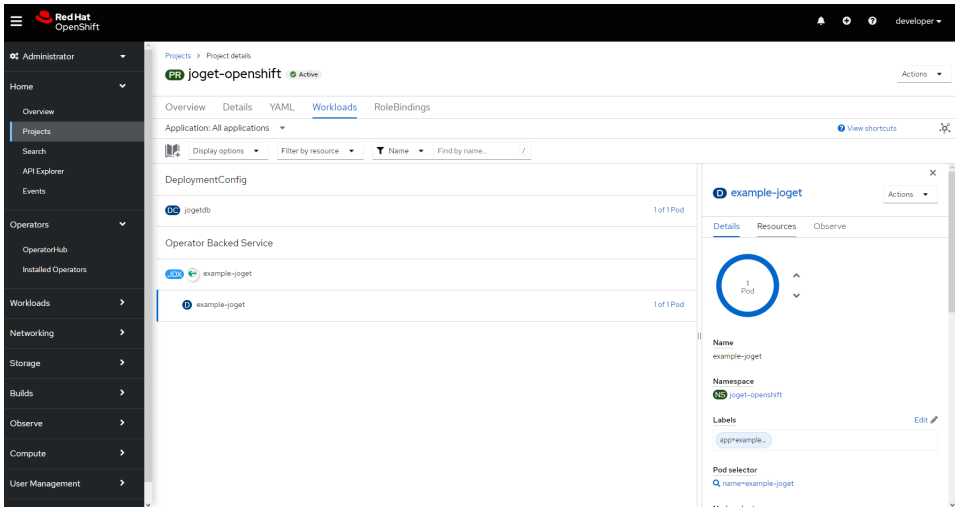 Red Hat
OpenShift
developer
Administrator
Home
Overview
Projects
Search
API Explorer
Events
Operators
OperatorHub
Installed Operators
Workloads
Networking
Storage
Builds
Observe
Compute
User Management
Projects > Project details
PR joget-openshift Active
Actions
Overview Details YAML Workloads RoleBindings
Application: All applications
View shortcuts
Display options Filter by resource Name Find by name... /
DeploymentConfig
DC jogetdb 1 of 1 Pod
Operator Backed Service
JDX example-joget
D example-joget 1 of 1 Pod
D example-joget
Actions
Details Resources Observe
1
Pod
Name
example-joget
Namespace
NS joget-openshift
Labels Edit
app=example...
Pod selector
name=example-joget